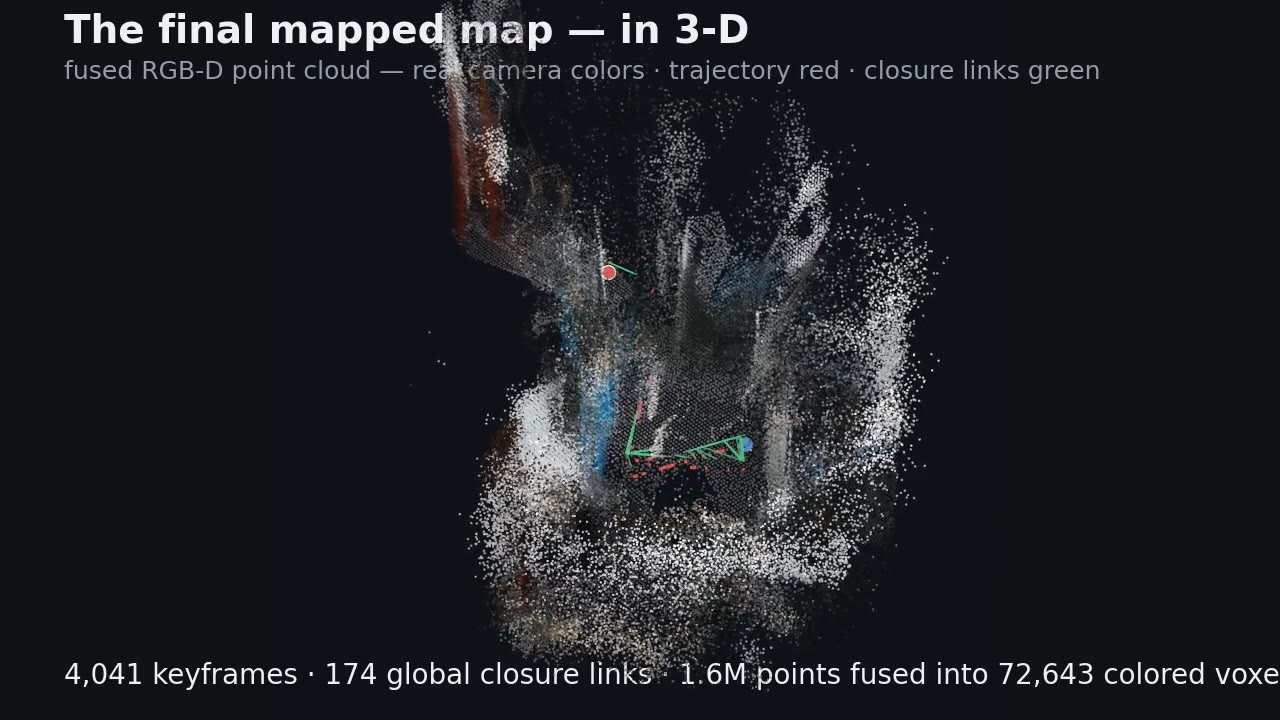 The final mapped map — in 3-D
fused RGB-D point cloud — real camera colors · trajectory red · closure links green
4,041 keyframes · 174 global closure links · 1.6M points fused into 72,643 colored voxe